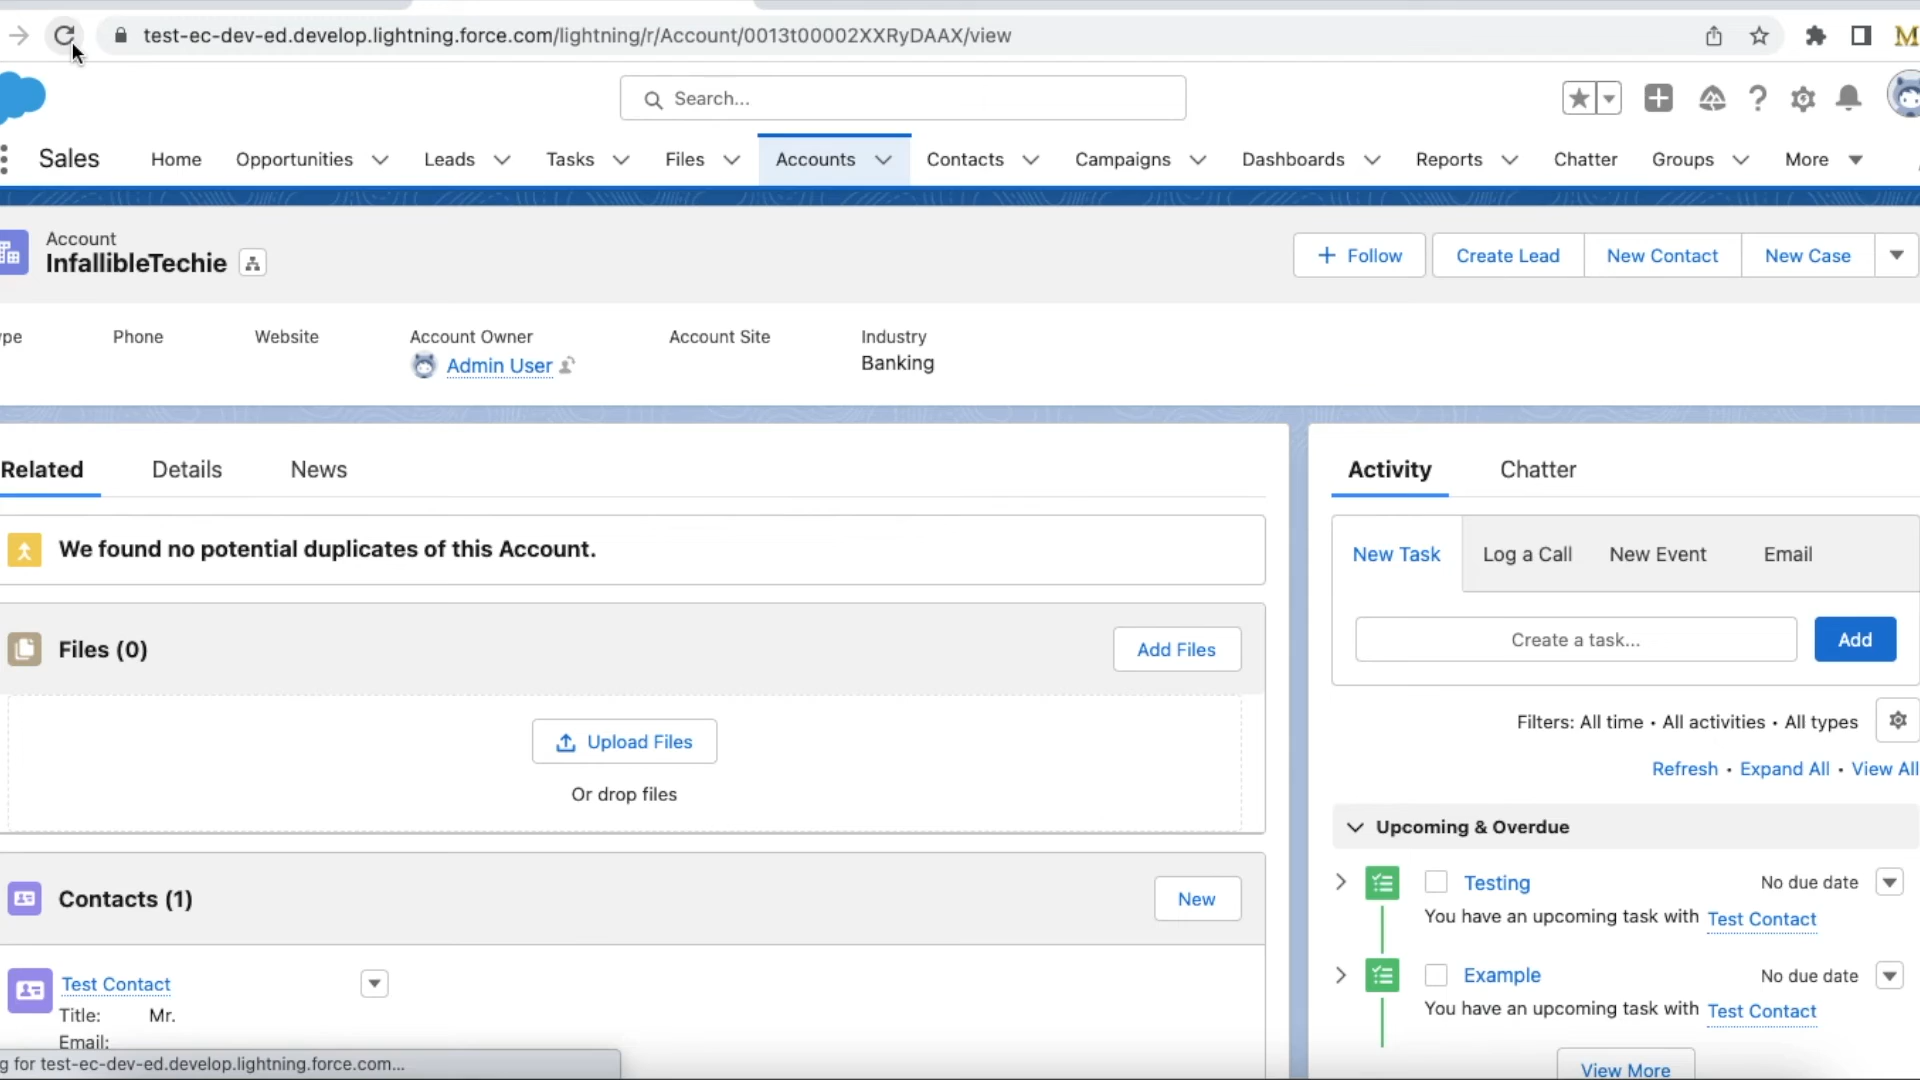 test-ec-dev-ed.develop.lightning.force.com/lightning/r/Account/0013t00002XXRyDAAX/view
M
Search...
Sales Home Opportunities Leads Tasks Files Accounts Contacts Campaigns Dashboards Reports Chatter Groups More
Account
InfallibleTechie
Follow Create Lead New Contact New Case
ype Phone Website Account Owner Account Site Industry
Admin User Banking
Related Details News
We found no potential duplicates of this Account.
Files (0) Add Files
Upload Files
Or drop files
Contacts (1) New
Test Contact
Title: Mr.
Email:
g for test-ec-dev-ed.develop.lightning.force.com...
Activity Chatter
New Task Log a Call New Event Email
Create a task... Add
Filters: All time • All activities • All types
Refresh • Expand All • View All
Upcoming & Overdue
Testing No due date
You have an upcoming task with Test Contact
Example No due date
You have an upcoming task with Test Contact
View More